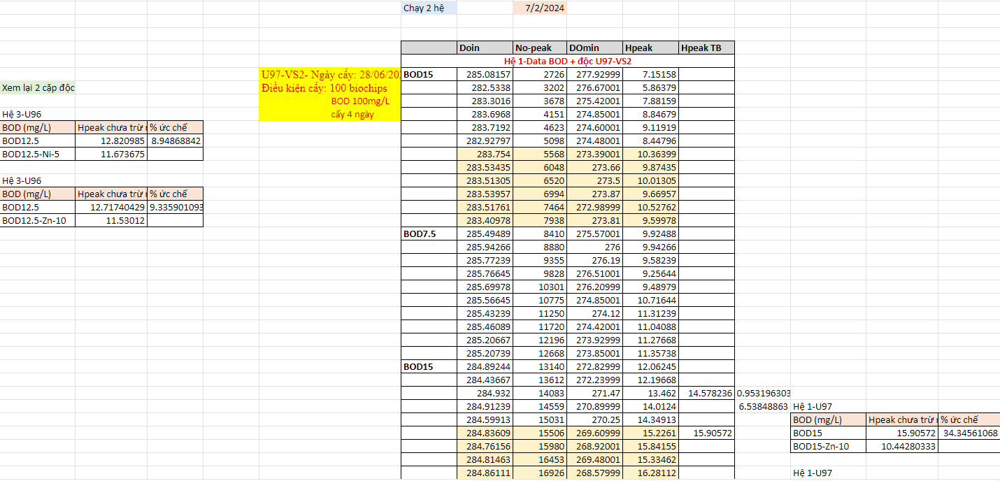 Chạy 2 hệ 7/2/2024
Doin No-peak DOmin Hpeak Hpeak TB
Hệ 1-Data BOD + độc U97-VS2
U97-VS2- Ngày cấy: 28/06/202 BOD15 285.08157 2726 277.92999 7.15158
Xem lại 2 cặp độc Điều kiện cấy: 100 biochips 282.5338 3202 276.67001 5.86379
BOD 100mg/L 283.3016 3678 275.42001 7.88159
Hệ 3-U96 cấy 4 ngày 283.6968 4151 274.85001 8.84679
BOD (mg/L) Hpeak chưa trừ % ức chế 283.7192 4623 274.60001 9.11919
BOD12.5 12.820985 8.94868842 282.92797 5098 274.48001 8.44796
BOD12.5-Ni-5 11.673675 283.754 5568 273.39001 10.36399
283.53435 6048 273.66 9.87435
Hệ 3-U96 283.51305 6520 273.5 10.01305
BOD (mg/L) Hpeak chưa trừ % ức chế 283.53957 6994 273.87 9.66957
BOD12.5 12.71740429 9.335901093 283.51761 7464 272.98999 10.52762
BOD12.5-Zn-10 11.53012 283.40978 7938 273.81 9.59978
BOD7.5 285.49489 8410 275.57001 9.92488
285.94266 8880 276 9.94266
285.77239 9355 276.19 9.58239
285.76645 9828 276.51001 9.25644
285.69978 10301 276.20999 9.48979
285.56645 10775 274.85001 10.71644
285.43239 11250 274.12 11.31239
285.46089 11720 274.42001 11.04088
285.20667 12196 273.92999 11.27668
285.20739 12668 273.85001 11.35738
BOD15 284.89244 13140 272.82999 12.06245
284.43667 13612 272.23999 12.19668
284.932 14083 271.47 13.462 14.578236 0.953196303
284.91239 14559 270.89999 14.0124 6.53848863 Hệ 1-U97
284.59913 15031 270.25 14.34913 BOD (mg/L) Hpeak chưa trừ % ức chế
284.83609 15506 269.60999 15.2261 15.90572 BOD15 15.90572 34.34561068
284.76156 15980 268.92001 15.84155 BOD15-Zn-10 10.44280333
284.81463 16453 269.48001 15.33462
284.86111 16926 268.57999 16.28112 Hệ 1-U97